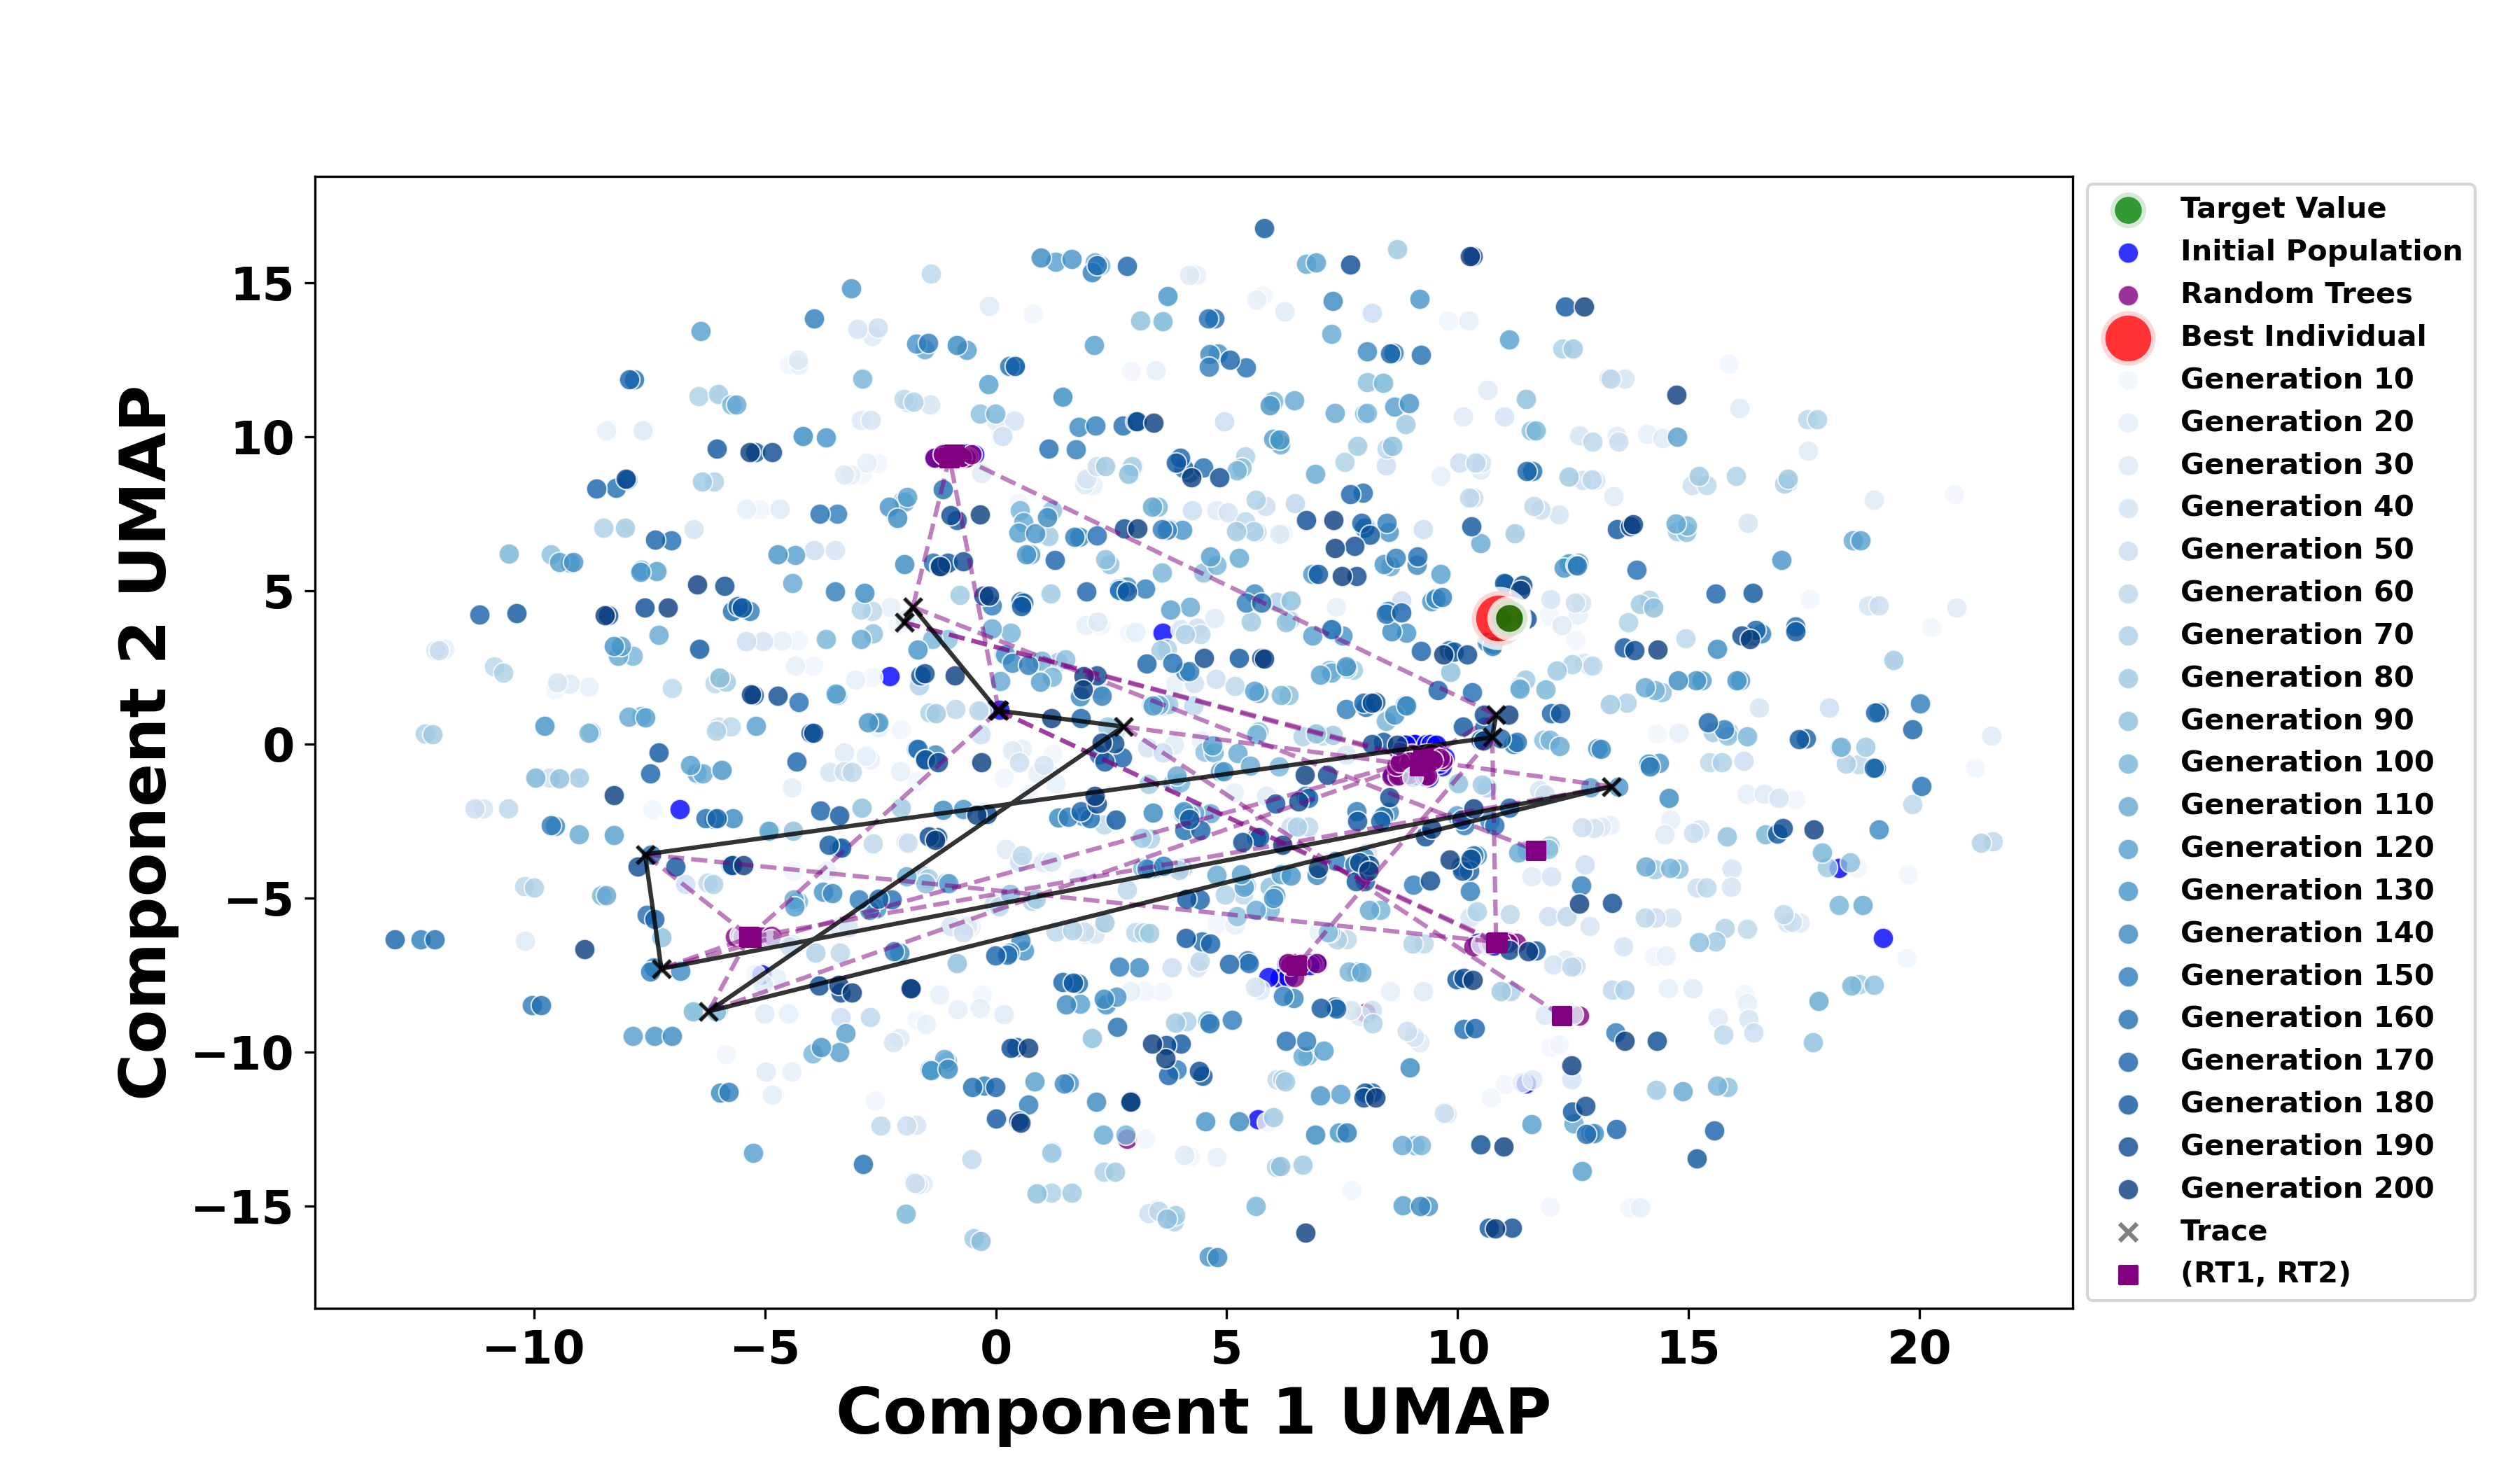 Component 2 UMAP
15
10
5
0
−5
−10
−15
−10
−5
0
5
10
15
20
Component 1 UMAP
Target Value
Initial Population
Random Trees
Best Individual
Generation 10
Generation 20
Generation 30
Generation 40
Generation 50
Generation 60
Generation 70
Generation 80
Generation 90
Generation 100
Generation 110
Generation 120
Generation 130
Generation 140
Generation 150
Generation 160
Generation 170
Generation 180
Generation 190
Generation 200
Trace
(RT1, RT2)